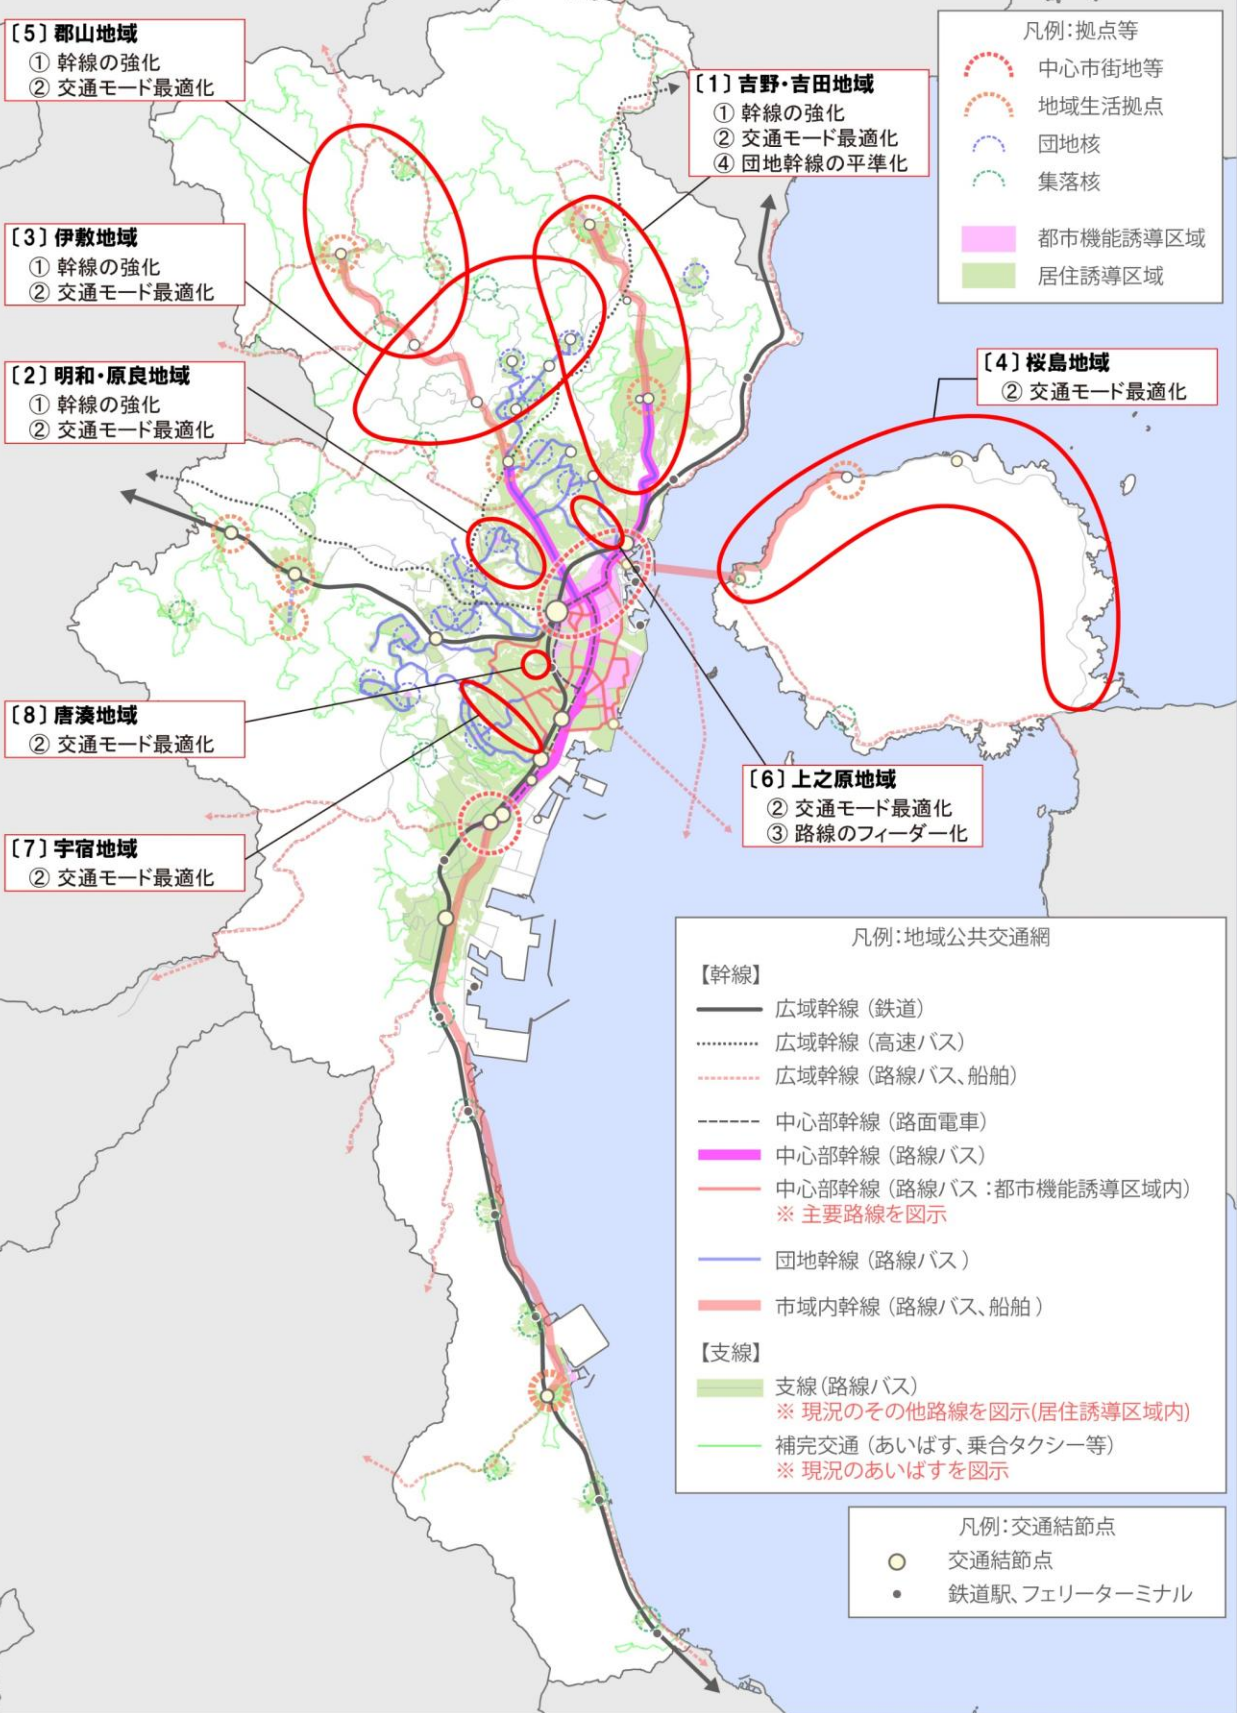 〔5〕郡山地域
① 幹線の強化
② 交通モード最適化
〔3〕伊敷地域
① 幹線の強化
② 交通モード最適化
〔2〕明和・原良地域
① 幹線の強化
② 交通モード最適化
〔8〕唐湊地域
② 交通モード最適化
〔7〕宇宿地域
② 交通モード最適化
〔1〕吉野・吉田地域
① 幹線の強化
② 交通モード最適化
④ 団地幹線の平準化
凡例：拠点等
中心市街地等
地域生活拠点
団地核
集落核
都市機能誘導区域
居住誘導区域
〔4〕桜島地域
② 交通モード最適化
〔6〕上之原地域
② 交通モード最適化
③ 路線のフィーダー化
凡例：地域公共交通網
【幹線】
広域幹線（鉄道）
広域幹線（高速バス）
広域幹線（路線バス、船舶）
中心部幹線（路面電車）
中心部幹線（路線バス）
中心部幹線（路線バス：都市機能誘導区域内）
※ 主要路線を図示
団地幹線（路線バス）
市域内幹線（路線バス、船舶）
【支線】
支線（路線バス）
※ 現況のその他路線を図示(居住誘導区域内)
補完交通（あいばす、乗合タクシー等）
※ 現況のあいばすを図示
凡例：交通結節点
交通結節点
鉄道駅、フェリーターミナル